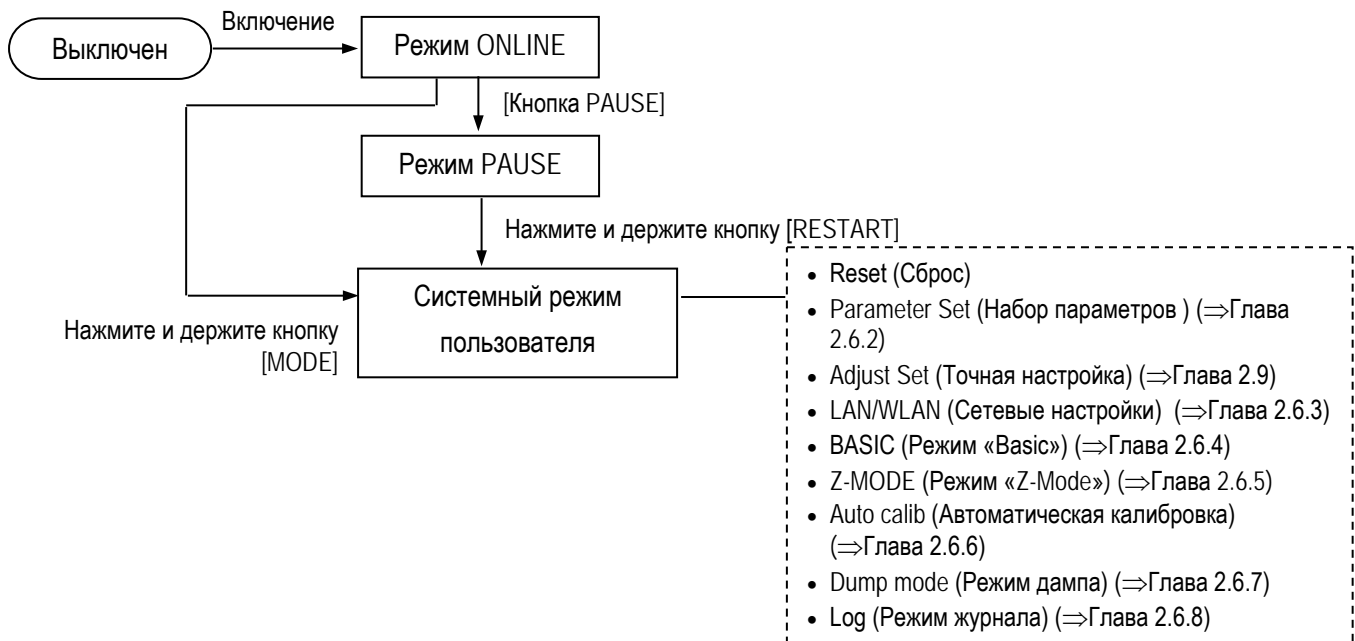 Включение
Выключен
Режим ONLINE
[Кнопка PAUSE]
Режим PAUSE
Нажмите и держите кнопку [RESTART]
Системный режим
пользователя
Нажмите и держите кнопку
[MODE]
• Reset (Сброс)
• Parameter Set (Набор параметров ) (⇒Глава
2.6.2)
• Adjust Set (Точная настройка) (⇒Глава 2.9)
• LAN/WLAN (Сетевые настройки) (⇒Глава 2.6.3)
• BASIC (Режим «Basic») (⇒Глава 2.6.4)
• Z-MODE (Режим «Z-Mode») (⇒Глава 2.6.5)
• Auto calib (Автоматическая калибровка)
(⇒Глава 2.6.6)
• Dump mode (Режим дампа) (⇒Глава 2.6.7)
• Log (Режим журнала) (⇒Глава 2.6.8)